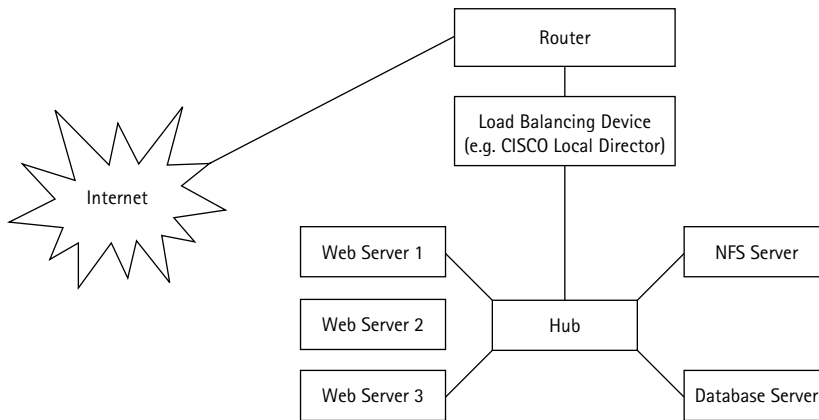 Router
Load Balancing Device
(e.g. CISCO Local Director)
Internet
Web Server 1
NFS Server
Web Server 2
Hub
Web Server 3
Database Server